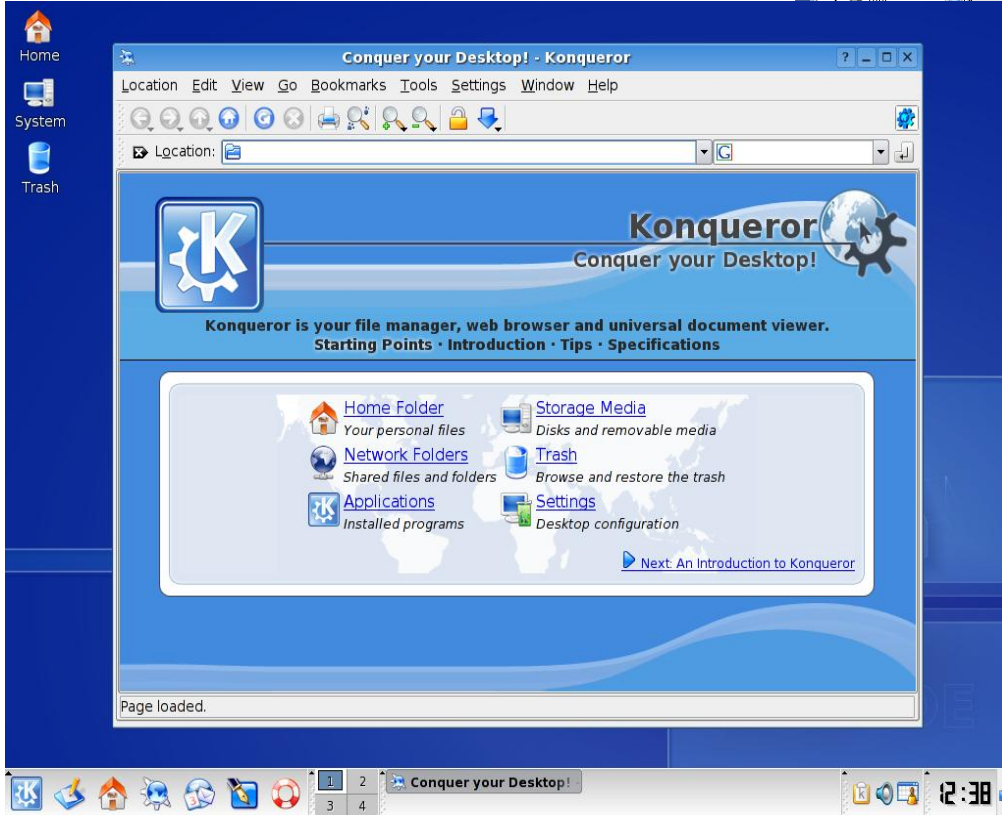 Home
System
Trash
Conquer your Desktop! - Konqueror
Location Edit View Go Bookmarks Tools Settings Window Help
Location:
Konqueror
Conquer your Desktop!
Konqueror is your file manager, web browser and universal document viewer.
Starting Points · Introduction · Tips · Specifications
Home Folder
Your personal files
Storage Media
Disks and removable media
Network Folders
Shared files and folders
Trash
Browse and restore the trash
Applications
Installed programs
Settings
Desktop configuration
Next: An Introduction to Konqueror
Page loaded.
1 2
3 4
Conquer your Desktop! -
12:38